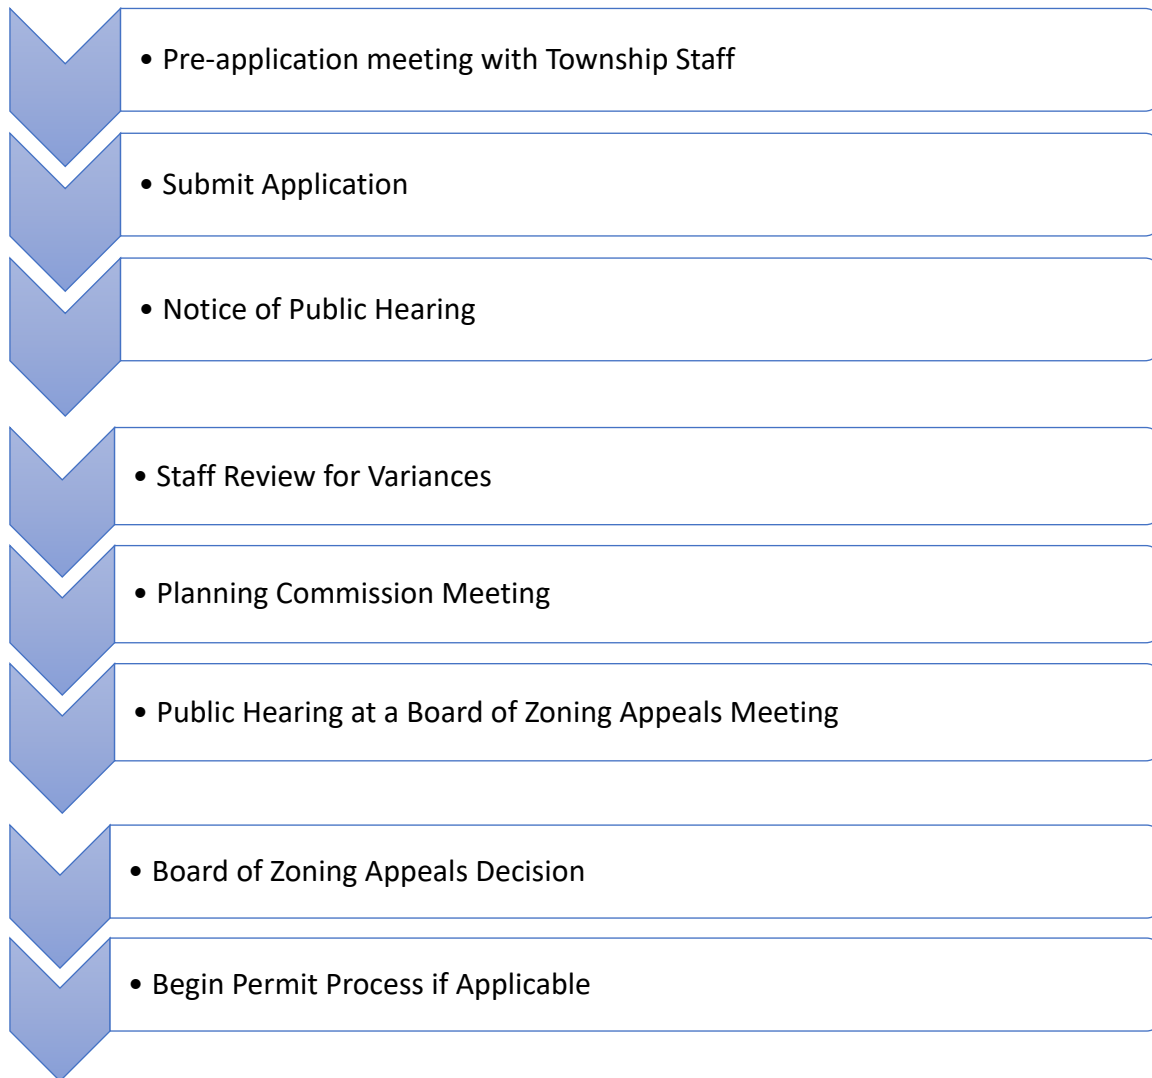 • Pre-application meeting with Township Staff
• Submit Application
• Notice of Public Hearing
• Staff Review for Variances
• Planning Commission Meeting
• Public Hearing at a Board of Zoning Appeals Meeting
• Board of Zoning Appeals Decision
• Begin Permit Process if Applicable